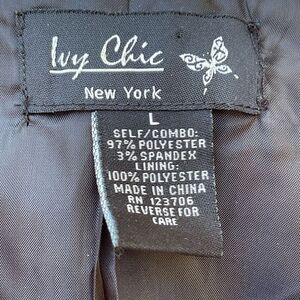 Ivy Chic
New York
L
SELF/COMBO:
97% POLYESTER
3% SPANDEX
LINING:
100% POLYESTER
MADE IN CHINA
RN 123706
REVERSE FOR
CARE